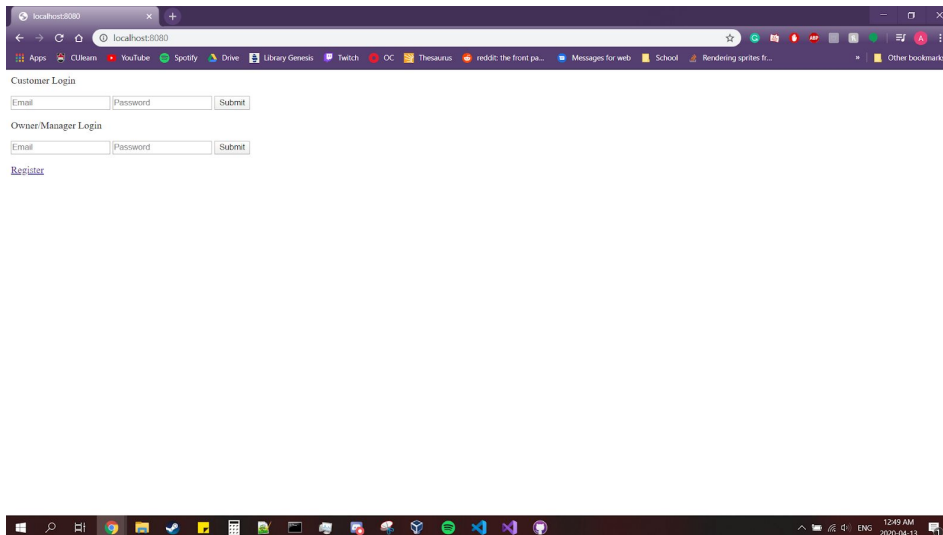 localhost:8080
localhost:8080
Apps CULearn YouTube Spotify Drive Library Genesis Twitch OC Thesaurus reddit: the front pa... Messages for web School Rendering sprites fr... » Other bookmark
Customer Login
Email Password Submit
Owner/Manager Login
Email Password Submit
Register
ENG 12:49 AM
2020-04-13